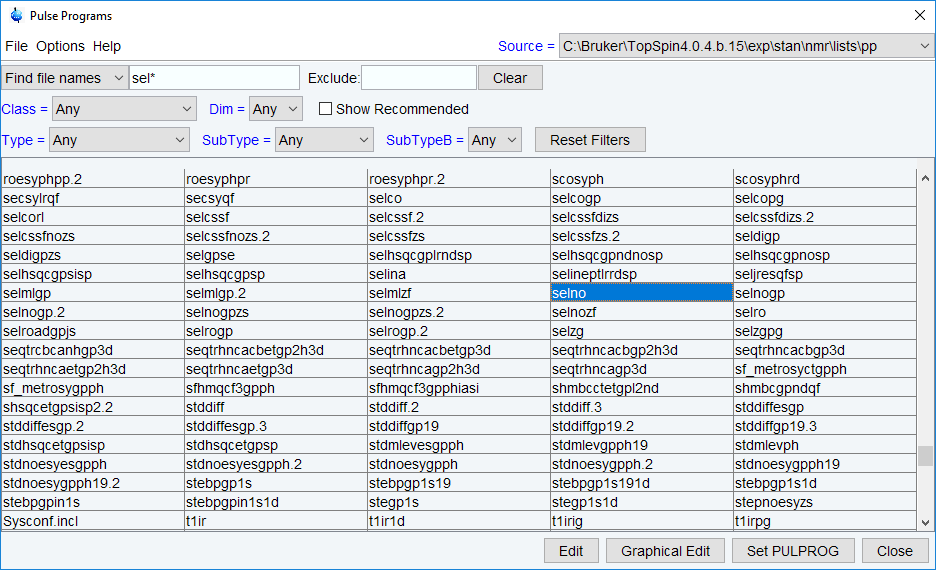 Pulse Programs
File Options Help Source = C:\Bruker\TopSpin4.0.4.b.15\exp\stan\nmr\lists\pp
Find file names sel* Exclude: Clear
Class = Any Dim = Any Show Recommended
Type = Any SubType = Any SubTypeB = Any Reset Filters
roesyphpp.2 roesyphpr roesyphpr.2 scosyph scosyphrd
secsylrqf secsyqf selco selcogp selcopg
selcorl selcssf selcssf.2 selcssfdizs selcssfdizs.2
selcssfnozs selcssfnozs.2 selcssfzs selcssfzs.2 seldigp
seldigpzs selgpse selhsqcgplrndsp selhsqcgpndnosp selhsqcgpnosp
selhsqcgpsisp selhsqcgpsp selina selineptlrrdsp seljresqfsp
selmlgp selmlgp.2 selmlzf selno selnogp
selnogp.2 selnogpzs selnogpzs.2 selnozf selro
selroadgpjs selrogp selrogp.2 selzg selzgpg
seqtrcbcanhgp3d seqtrhncacbetgp2h3d seqtrhncacbetgp3d seqtrhncacbgp2h3d seqtrhncacbgp3d
seqtrhncaetgp2h3d seqtrhncaetgp3d seqtrhncagp2h3d seqtrhncagp3d sf_metrosyctgpph
sf_metrosygpph sfhmqcf3gpph sfhmqcf3gpphiasi shmbcctetgpl2nd shmbcgpndqf
shsqcetgpsisp2.2 stddiff stddiff.2 stddiff.3 stddiffesgp
stddiffesgp.2 stddiffesgp.3 stddiffgp19 stddiffgp19.2 stddiffgp19.3
stdhsqcetgpsisp stdhsqcetgpsp stdmlevesgpph stdmlevgpph19 stdmlevph
stdnoesyesgpph stdnoesyesgpph.2 stdnoesygpph stdnoesygpph.2 stdnoesygpph19
stdnoesygpph19.2 stebpgp1s stebpgp1s19 stebpgp1s191d stebpgp1s1d
stebpgpin1s stebpgpin1s1d stegp1s stegp1s1d stepnoesyzs
Sysconf.incl t1ir t1ir1d t1irig t1irpg
Edit Graphical Edit Set PULPROG Close